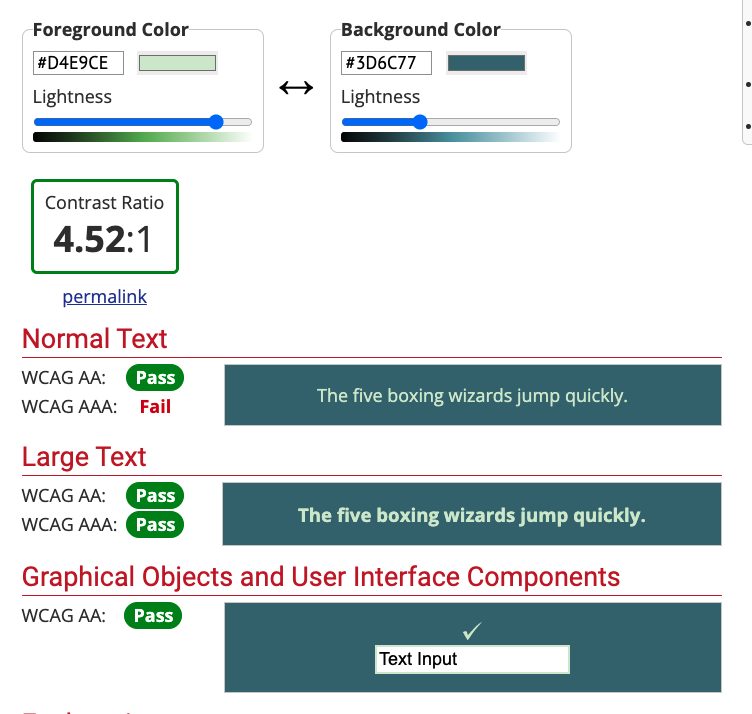 Foreground Color
#D4E9CE
Lightness
Background Color
#3D6C77
Lightness
Contrast Ratio
4.52:1
permalink
Normal Text
WCAG AA: Pass
WCAG AAA: Fail
The five boxing wizards jump quickly.
Large Text
WCAG AA: Pass
WCAG AAA: Pass
The five boxing wizards jump quickly.
Graphical Objects and User Interface Components
WCAG AA: Pass
✓
Text Input